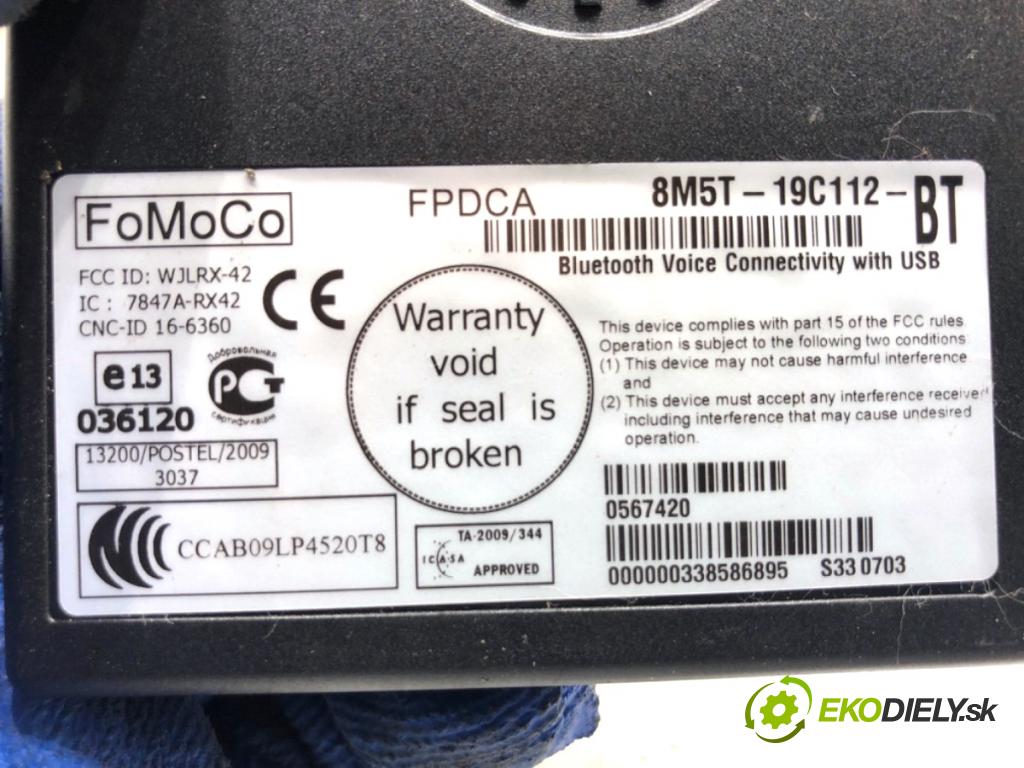 FoMoCo
FPDCA
8M5T-19C112-BT
Bluetooth Voice Connectivity with USB
FCC ID: WJLRX-42
IC : 7847A-RX42
CNC-ID 16-6360
CE
e13
036120
Добровольная
РСТ
сертификация
13200/POSTEL/2009
3037
CCAB09LP4520T8
Warranty
void
if seal is
broken
TA-2009/344
ICASA
APPROVED
This device complies with part 15 of the FCC rules
Operation is subject to the following two conditions
(1) This device may not cause harmful interference
and
(2) This device must accept any interference received
including interference that may cause undesired
operation.
0567420
000000338586895 S33 0703
EKODIELY.sk